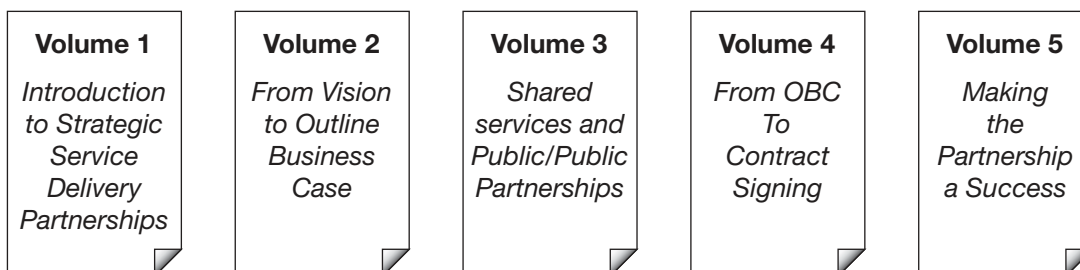 Volume 1
Introduction
to Strategic
Service
Delivery
Partnerships
Volume 2
From Vision
to Outline
Business
Case
Volume 3
Shared
services and
Public/Public
Partnerships
Volume 4
From OBC
To
Contract
Signing
Volume 5
Making
the
Partnership
a Success